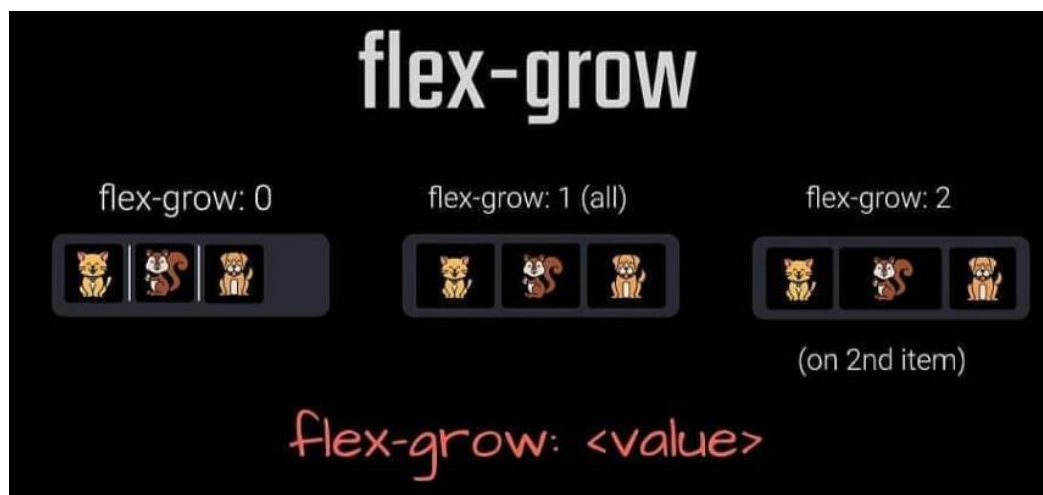 flex-grow
flex-grow: 0
flex-grow: 1 (all)
flex-grow: 2
(on 2nd item)
flex-grow: <value>